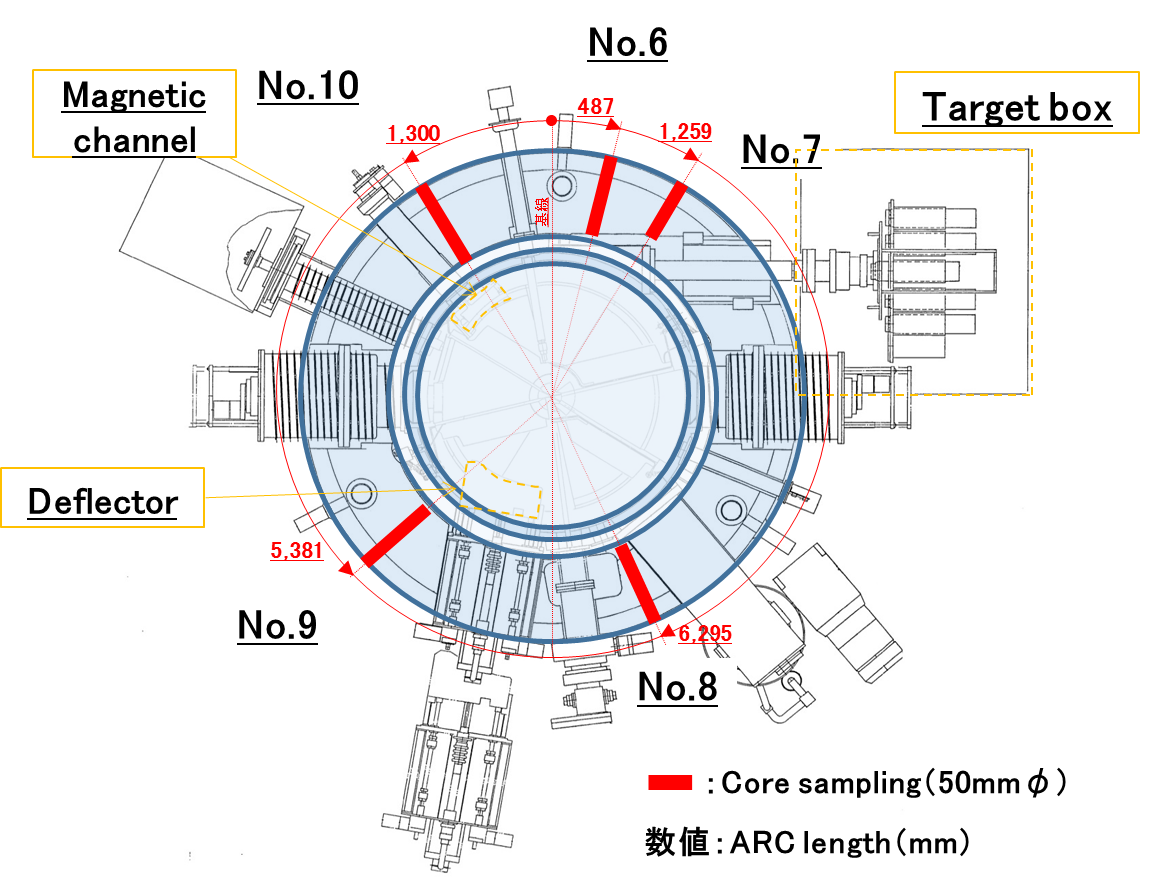 No.6
No.10
Magnetic
channel
487
1,300
1,259
Target box
No.7
基線
Deflector
5,381
No.9
6,295
No.8
:Core sampling(50mmφ)
数値:ARC length(mm)